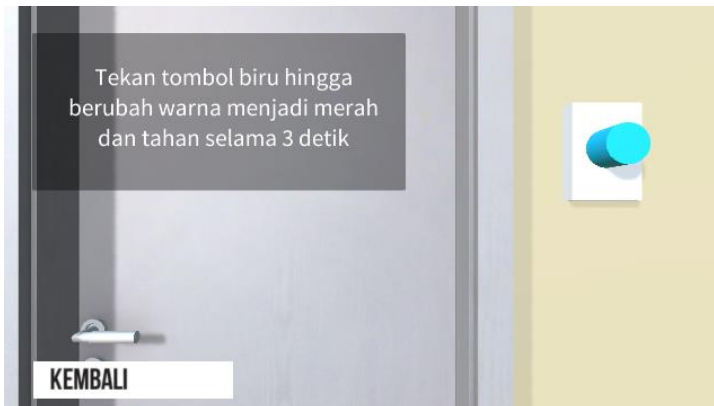 Tekan tombol biru hingga
berubah warna menjadi merah
dan tahan selama 3 detik
KEMBALI